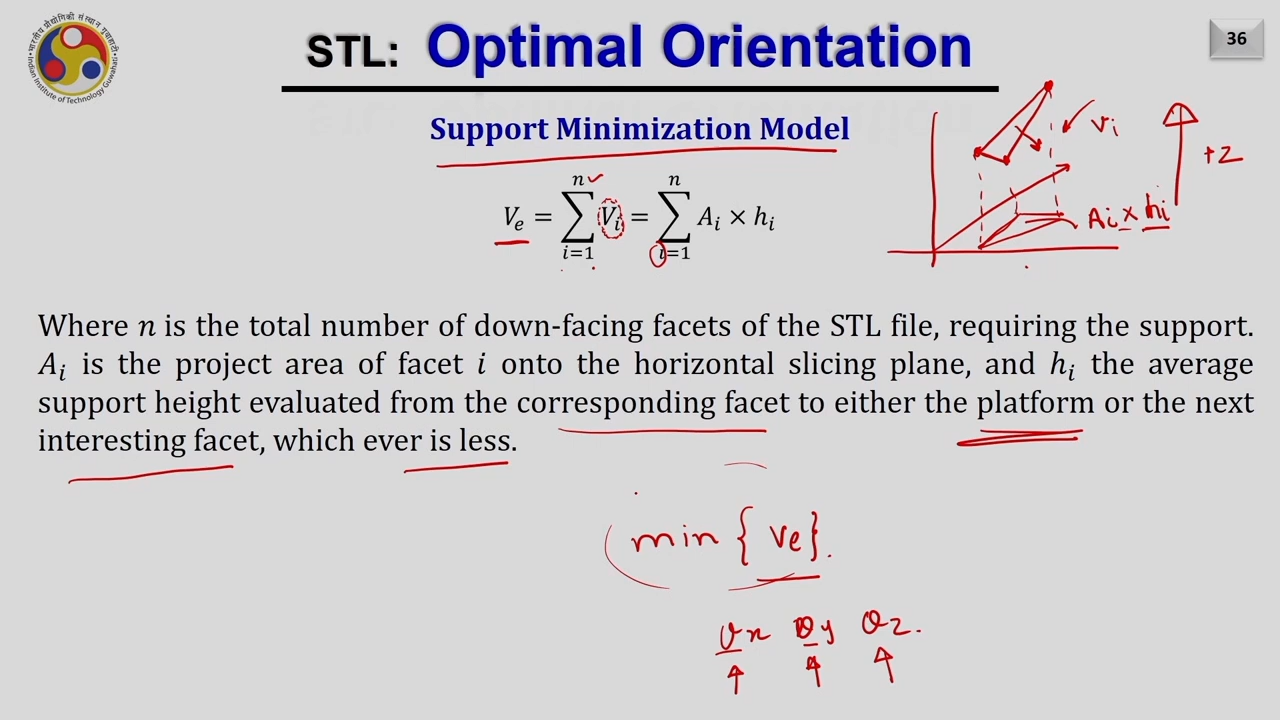 STL: Optimal Orientation
36
Support Minimization Model
V_e = ∑_{i=1}^{n} V_i = ∑_{i=1}^{n} A_i × h_i
vi
+z
Ai × hi
Where n is the total number of down-facing facets of the STL file, requiring the support.
A_i is the project area of facet i onto the horizontal slicing plane, and h_i the average
support height evaluated from the corresponding facet to either the platform or the next
interesting facet, which ever is less.
min { Ve }.
θx θy θz.